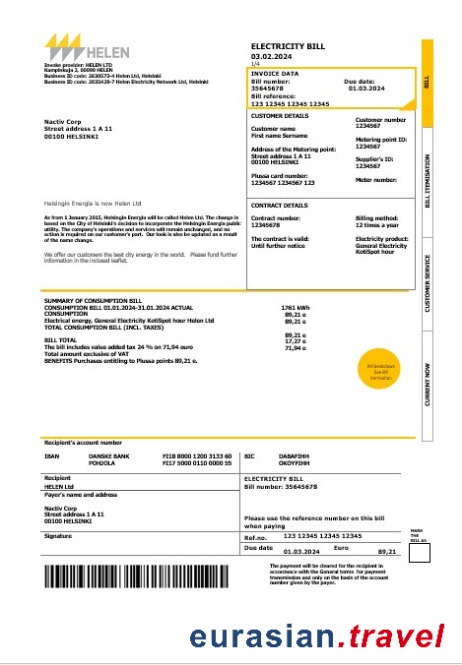 HELEN
Invoke provider: HELEN LTD
Kampinkuja 2, 00090 HELEN
Business ID code: 2630573-4 Helen Ltd, Helsinki
Business ID code: 2035428-7 Helen Electricity Network Ltd, Helsinki
ELECTRICITY BILL
03.02.2024
1/4
INVOICE DATA
Bill number: Due date:
35645678 01.03.2024
Bill reference:
123 12345 12345 12345
Nactiv Corp
Street address 1 A 11
00100 HELSINKI
CUSTOMER DETAILS
Customer number
1234567
Customer name
First name Surname
Metering point ID:
1234567
Address of the Metering point:
Street address 1 A 11
00100 HELSINKI
Supplier's ID:
1234567
Plussa card number:
1234567 1234567 123
Meter number:
Helsingin Energia is now Helen Ltd
As from 1 January 2015, Helsingin Energia will be called Helen Ltd. The change is
based on the City of Helsinki's decision to incorporate the Helsingin Energia public
utility. The company's operations and services will remain unchanged, and no
action is required on our customer's part. Our look is also be updated as a result
of the name change.
We offer our customers the best city energy in the world. Please fund further
information in the inclosed leaflet.
CONTRACT DETAILS
Contract number: Billing method:
12345678 12 times a year
The contract is valid: Electricity product:
Until further notice General Electricity
KotiSpot hour
BILL
BILL ITEMISATION
CUSTOMER SERVICE
CURRENT NOW
SUMMARY OF CONSUMPTION BILL
CONSUMPTION BILL 01.01.2024-31.01.2024 ACTUAL 1761 kWh
CONSUMPTION 89,21 e
Electrical energy, General Electricity KotiSpot hour Helen Ltd 89,21 e
TOTAL CONSUMPTION BILL (INCL. TAXES)
89,21 e
BILL TOTAL 17,27 e
The bill includes value added tax 24 % on 71,94 euro 71,94 e
Total amount exclusive of VAT
BENEFITS Purchases entitling to Plussa points 89,21 e.
Recipient's account number
IBAN DANSKE BANK FI18 8000 1200 3133 60 BIC DABAFIHH
POHJOLA FI17 5000 0110 0000 55 OKOYFIHH
Recipient
HELEN Ltd
ELECTRICITY BILL
Bill number: 35645678
Payer's name and address
Nactiv Corp
Street address 1 A 11
00100 HELSINKI
Please use the reference number on this bill
when paying
Signature
Ref.no. 123 12345 12345 12345
Due date 01.03.2024 Euro 89,21
MARK
THE
BILL AS
The payment will be cleared for the recipient in
accordance with the General terms for payment
transmission and only on the basis of the account
number given by the payer.
eurasian.travel